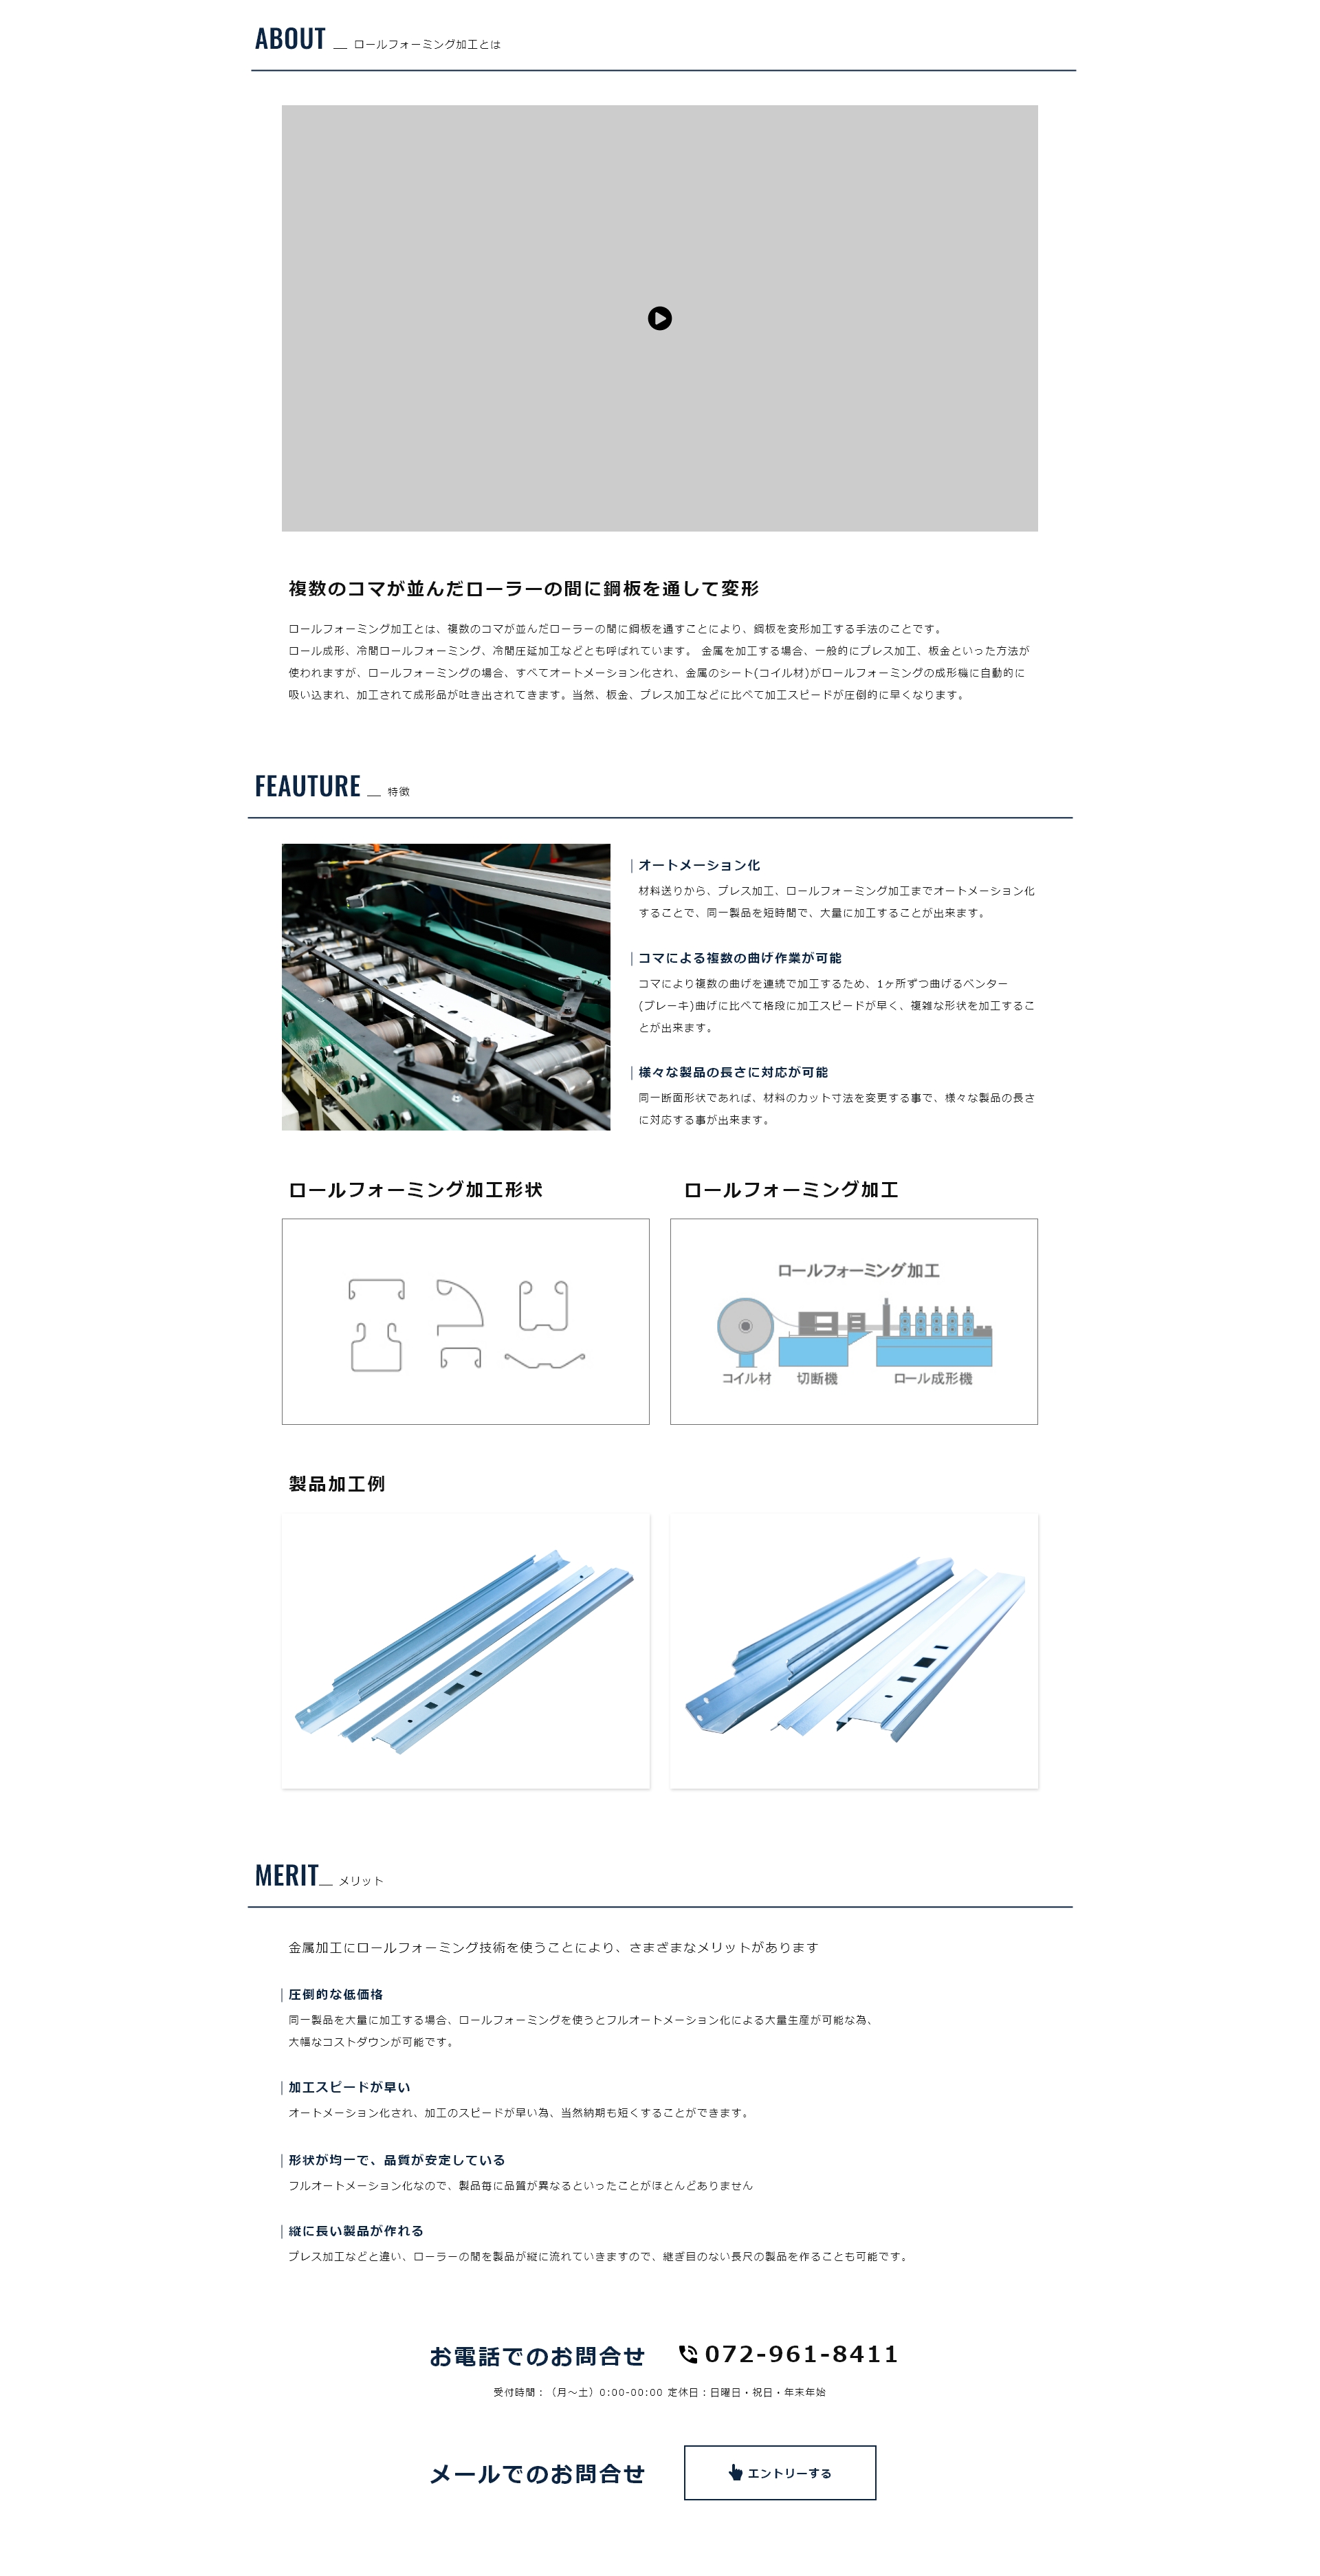 ABOUT __ ロールフォーミング加工とは
複数のコマが並んだローラーの間に鋼板を通して変形
ロールフォーミング加工とは、複数のコマが並んだローラーの間に鋼板を通すことにより、鋼板を変形加工する手法のことです。
ロール成形、冷間ロールフォーミング、冷間圧延加工などとも呼ばれています。 金属を加工する場合、一般的にプレス加工、板金といった方法が
使われますが、ロールフォーミングの場合、すべてオートメーション化され、金属のシート(コイル材)がロールフォーミングの成形機に自動的に
吸い込まれ、加工されて成形品が吐き出されてきます。当然、板金、プレス加工などに比べて加工スピードが圧倒的に早くなります。
FEAUTURE __ 特徴
オートメーション化
材料送りから、プレス加工、ロールフォーミング加工までオートメーション化
することで、同一製品を短時間で、大量に加工することが出来ます。
コマによる複数の曲げ作業が可能
コマにより複数の曲げを連続で加工するため、1ヶ所ずつ曲げるベンター
(ブレーキ)曲げに比べて格段に加工スピードが早く、複雑な形状を加工するこ
とが出来ます。
様々な製品の長さに対応が可能
同一断面形状であれば、材料のカット寸法を変更する事で、様々な製品の長さ
に対応する事が出来ます。
ロールフォーミング加工形状
ロールフォーミング加工
ロールフォーミング加工
コイル材 切断機 ロール成形機
製品加工例
MERIT__ メリット
金属加工にロールフォーミング技術を使うことにより、さまざまなメリットがあります
圧倒的な低価格
同一製品を大量に加工する場合、ロールフォーミングを使うとフルオートメーション化による大量生産が可能な為、
大幅なコストダウンが可能です。
加工スピードが早い
オートメーション化され、加工のスピードが早い為、当然納期も短くすることができます。
形状が均一で、品質が安定している
フルオートメーション化なので、製品毎に品質が異なるといったことがほとんどありません
縦に長い製品が作れる
プレス加工などと違い、ローラーの間を製品が縦に流れていきますので、継ぎ目のない長尺の製品を作ることも可能です。
お電話でのお問合せ 072-961-8411
受付時間：（月～土）0:00-00:00 定休日：日曜日・祝日・年末年始
メールでのお問合せ エントリーする